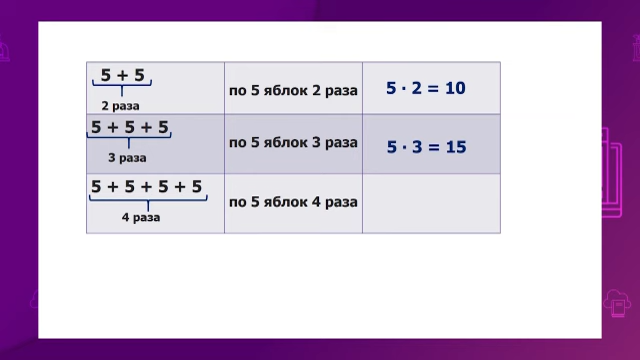 5 + 5
2 раза
по 5 яблок 2 раза
5 · 2 = 10
5 + 5 + 5
3 раза
по 5 яблок 3 раза
5 · 3 = 15
5 + 5 + 5 + 5
4 раза
по 5 яблок 4 раза